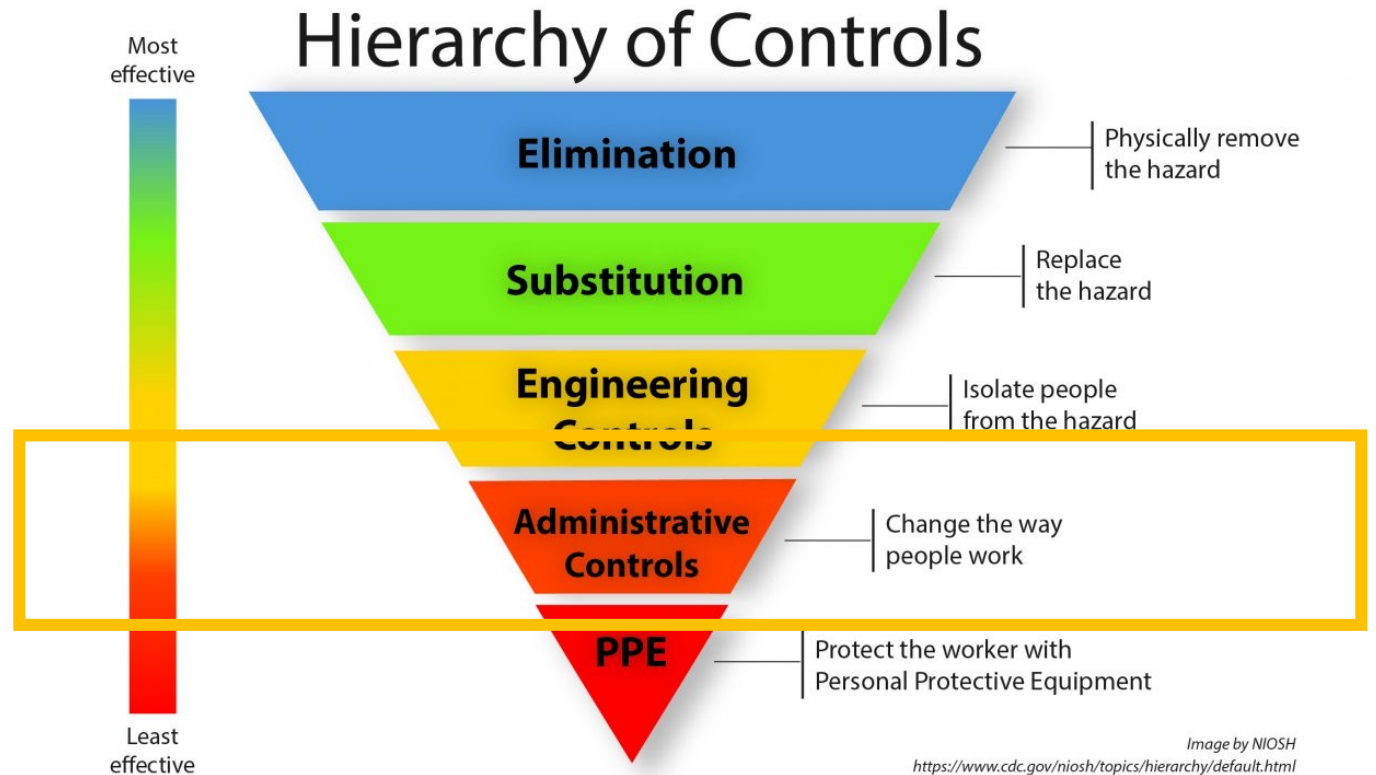 Hierarchy of Controls
Most
effective
Elimination
Physically remove
the hazard
Substitution
Replace
the hazard
Engineering
Controls
Isolate people
from the hazard
Administrative
Controls
Change the way
people work
PPE
Protect the worker with
Personal Protective Equipment
Least
effective
Image by NIOSH
https://www.cdc.gov/niosh/topics/hierarchy/default.html